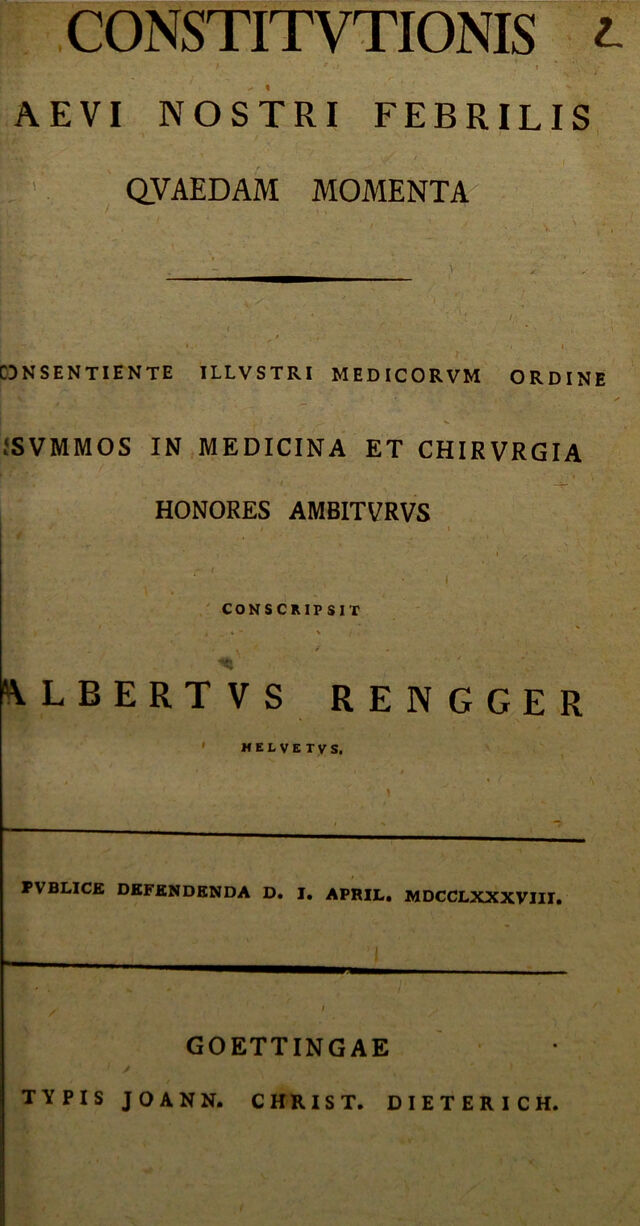 CONSTITVTIONIS 2
AEVI NOSTRI FEBRILIS
QVAEDAM MOMENTA
CONSENTIENTE ILLVSTRI MEDICORVM ORDINE
SVMMOS IN MEDICINA ET CHIRVRGIA
HONORES AMBITVRVS
CONSCRIPSIT
ALBERTVS RENGGER
HELVETVS.
PVBLICE DEFENDENDA D. I. APRIL. MDCCLXXXVIII.
GOETTINGAE
TYPIS JOANN. CHRIST. DIETERICH.